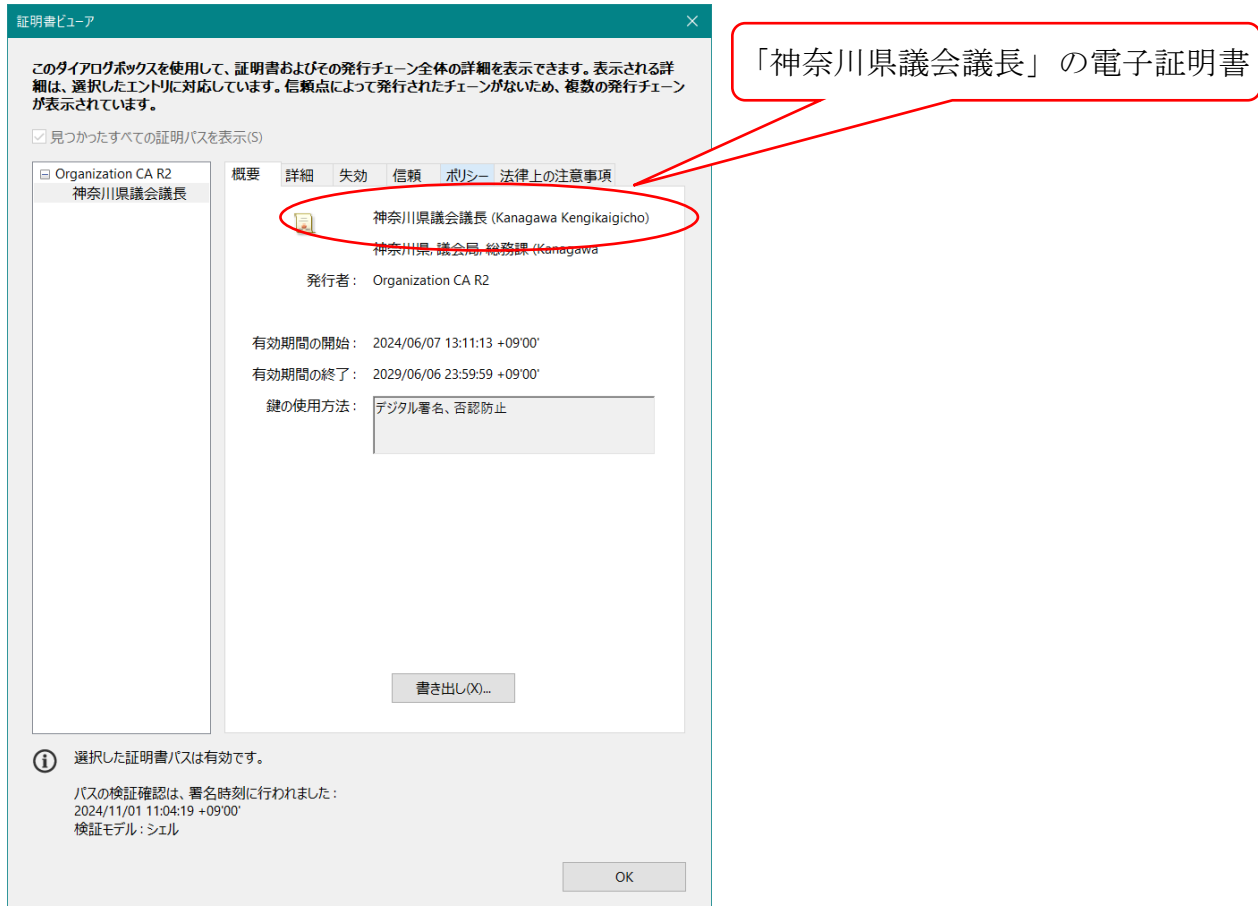 証明書ビューア
「神奈川県議会議長」の電子証明書
このダイアログボックスを使用して、証明書およびその発行チェーン全体の詳細を表示できます。表示される詳
細は、選択したエントリに対応しています。信頼点によって発行されたチェーンがないため、複数の発行チェーン
が表示されています。
見つかったすべての証明パスを表示(S)
Organization CA R2
神奈川県議会議長
概要 詳細 失効 信頼 ポリシー 法律上の注意事項
神奈川県議会議長 (Kanagawa Kengikaigicho)
神奈川県, 議会局, 総務課 (Kanagawa
発行者 : Organization CA R2
有効期間の開始 : 2024/06/07 13:11:13 +09'00'
有効期間の終了 : 2029/06/06 23:59:59 +09'00'
鍵の使用方法 : デジタル署名、否認防止
書き出し(X)...
選択した証明書パスは有効です。
パスの検証確認は、署名時刻に行われました :
2024/11/01 11:04:19 +09'00'
検証モデル : シェル
OK